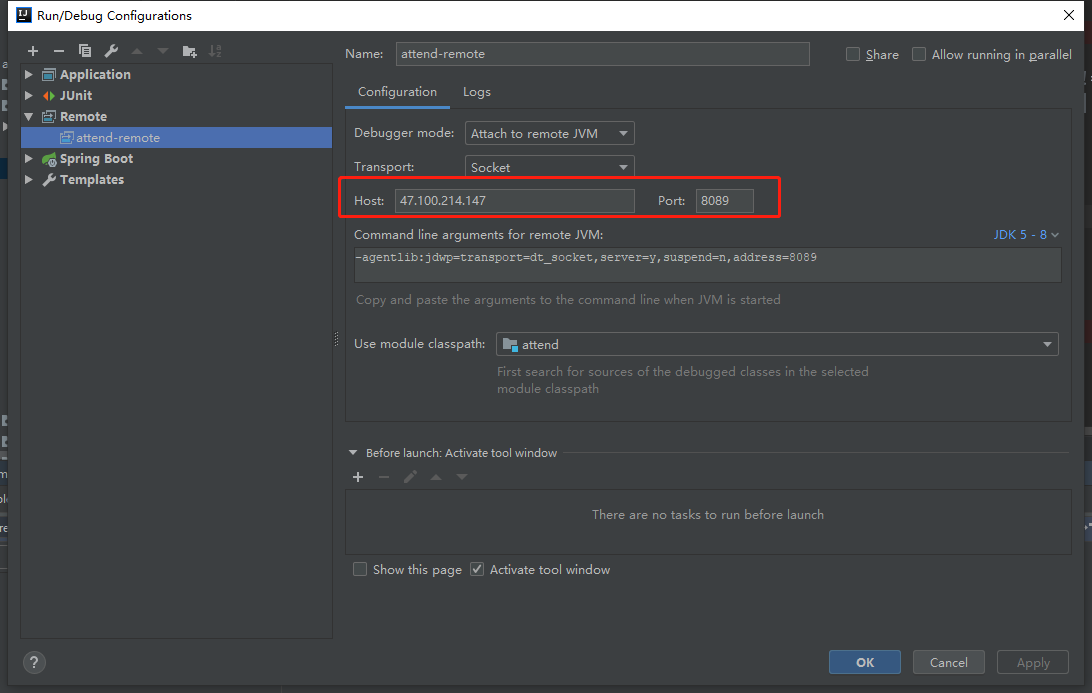 Run/Debug Configurations
Name: attend-remote Share Allow running in parallel
Application
JUnit
Remote
attend-remote
Spring Boot
Templates
Configuration Logs
Debugger mode: Attach to remote JVM
Transport: Socket
Host: 47.100.214.147 Port: 8089
Command line arguments for remote JVM: JDK 5 - 8
-agentlib:jdwp=transport=dt_socket,server=y,suspend=n,address=8089
Copy and paste the arguments to the command line when JVM is started
Use module classpath: attend
First search for sources of the debugged classes in the selected
module classpath
Before launch: Activate tool window
There are no tasks to run before launch
Show this page Activate tool window
? OK Cancel Apply